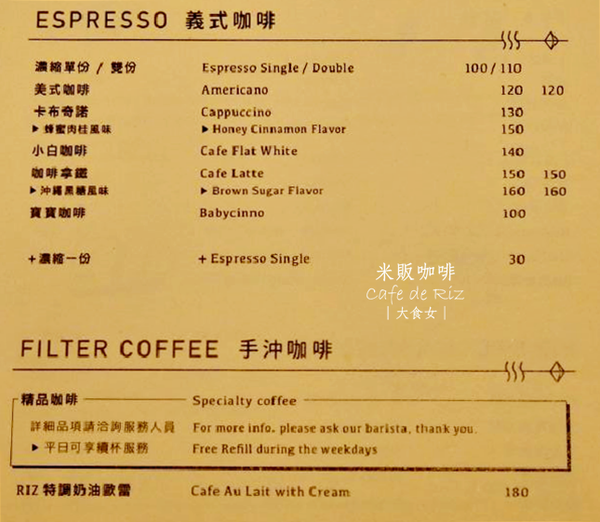 ESPRESSO 義式咖啡
濃縮單份 / 雙份 Espresso Single / Double 100 / 110
美式咖啡 Americano 120 120
卡布奇諾 Cappuccino 130
▶ 蜂蜜肉桂風味 ▶ Honey Cinnamon Flavor 150
小白咖啡 Cafe Flat White 140
咖啡拿鐵 Cafe Latte 150 150
▶ 沖繩黑糖風味 ▶ Brown Sugar Flavor 160 160
寶寶咖啡 Babycinno 100
+ 濃縮一份 + Espresso Single 30
米販咖啡
Cafe de Riz
| 大食女 |
FILTER COFFEE 手沖咖啡
精品咖啡 Specialty coffee
詳細品項請洽詢服務人員 For more info. please ask our barista, thank you.
▶ 平日可享續杯服務 Free Refill during the weekdays
RIZ 特調奶油歐蕾 Cafe Au Lait with Cream 180